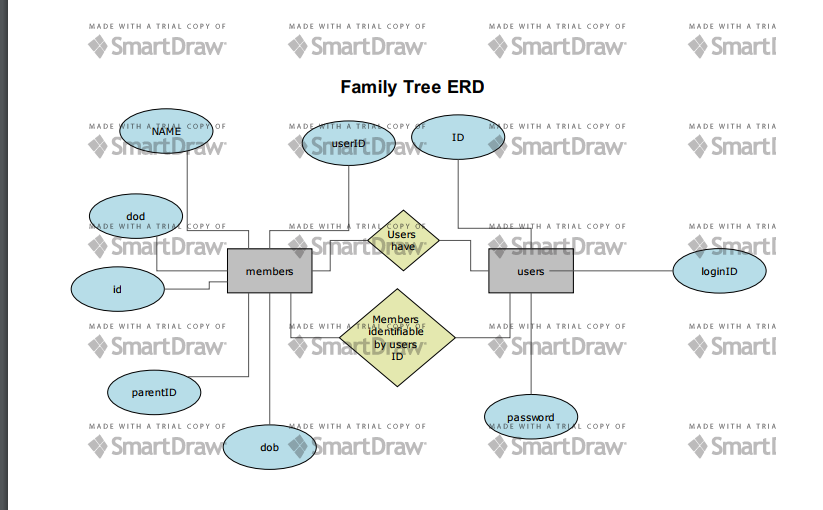 MADE WITH A TRIAL COPY OF MADE WITH A TRIAL COPY OF MADE WITH A TRIAL COPY OF MADE WITH A TRIA
SmartDraw SmartDraw SmartDraw SmartD
Family Tree ERD
MADE WITH A TRIAL COPY OF MADE WITH A TRIAL COPY OF MADE WITH A TRIAL COPY OF MADE WITH A TRIA
NAME
userID
ID
SmartDraw SmartDraw SmartDraw SmartD
dod
MADE WITH A TRIAL COPY OF MADE WITH A TRIAL COPY OF MADE WITH A TRIAL COPY OF MADE WITH A TRIA
Users
have
SmartDraw SmartDraw SmartDraw SmartD
members
users
loginID
id
Members
MADE WITH A TRIAL COPY OF MADE WITH A TRIAL COPY OF MADE WITH A TRIAL COPY OF MADE WITH A TRIA
identifiable
by users
ID
SmartDraw SmartDraw SmartDraw SmartD
parentID
password
MADE WITH A TRIAL COPY OF MADE WITH A TRIAL COPY OF MADE WITH A TRIAL COPY OF MADE WITH A TRIA
dob
SmartDraw SmartDraw SmartDraw SmartD